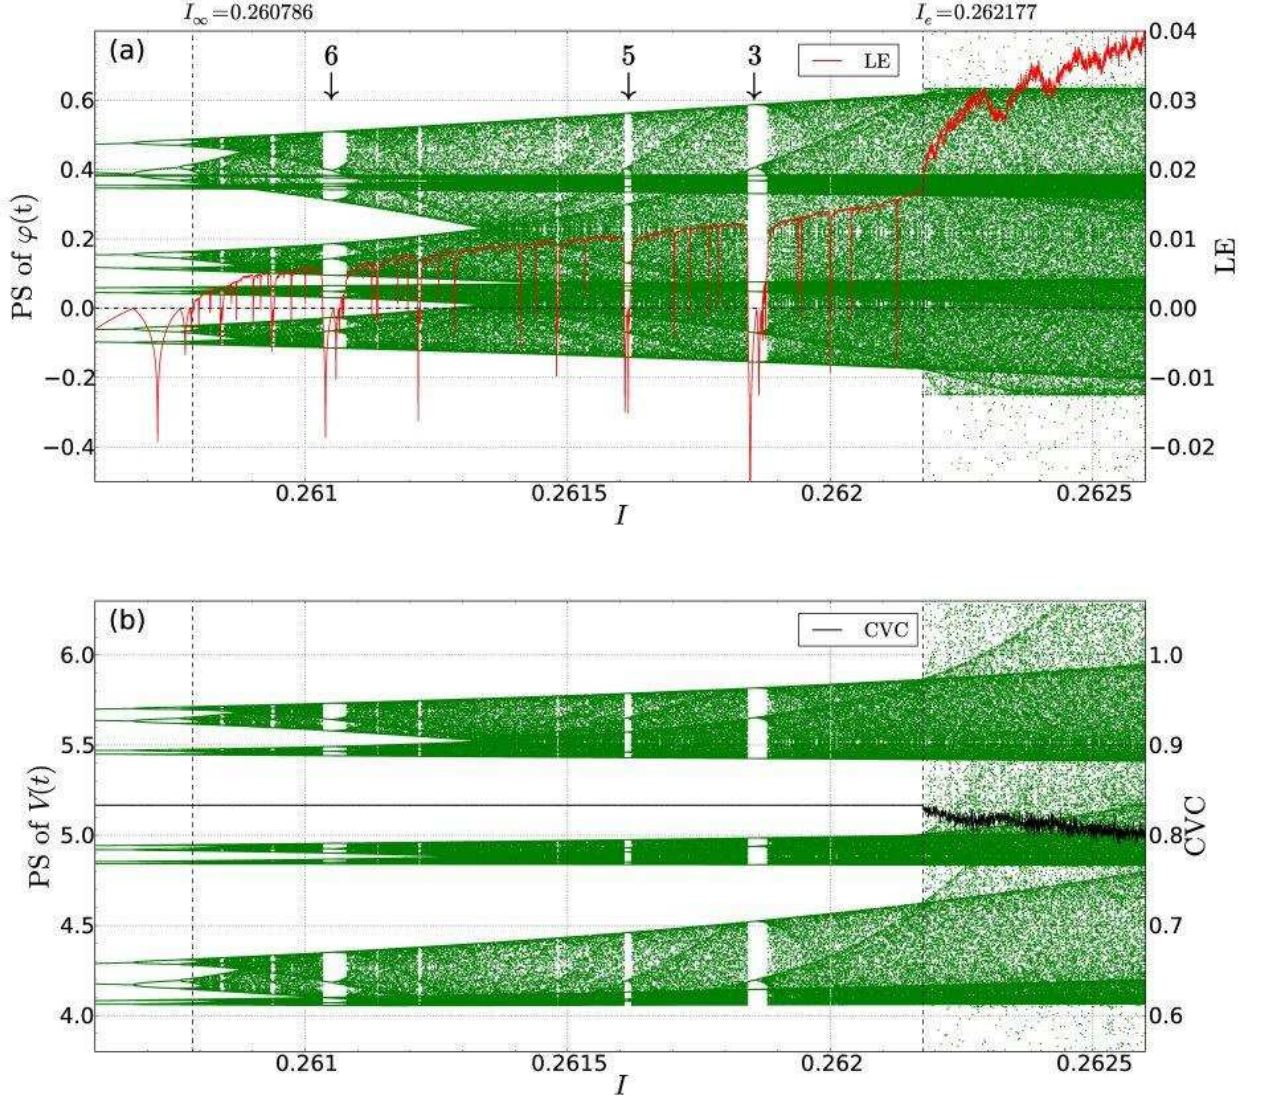 I∞=0.260786 Ie=0.262177
(a)
6 5 3
LE
0.04
0.6 0.03
0.4 0.02
0.2 0.01
0.0 0.00
−0.2 −0.01
−0.4 −0.02
PS of φ(t)
LE
0.261 0.2615 0.262 0.2625
I
(b)
CVC
6.0 1.0
5.5 0.9
5.0 0.8
4.5 0.7
4.0 0.6
PS of V(t)
CVC
0.261 0.2615 0.262 0.2625
I